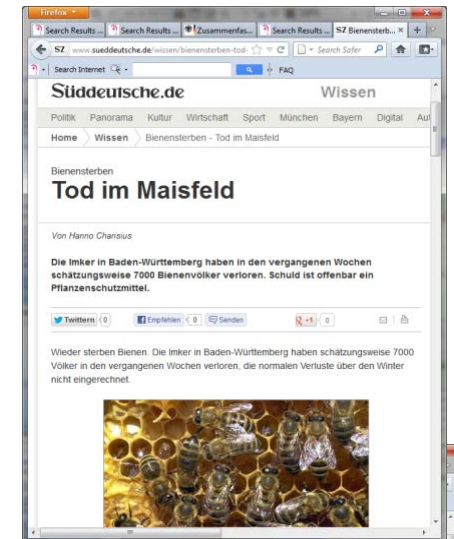 Firefox
Search Results ... Search Results ... Zusammenfas... Search Results ... SZ Bienensterb... × +
SZ www.sueddeutsche.de/wissen/bienensterben-tod- Search Safer
Search Internet FAQ
Süddeutsche.de Wissen
Politik Panorama Kultur Wirtschaft Sport München Bayern Digital Aut
Home Wissen Bienensterben - Tod im Maisfeld
Bienensterben
Tod im Maisfeld
Von Hanno Charisius
Die Imker in Baden-Württemberg haben in den vergangenen Wochen
schätzungsweise 7000 Bienenvölker verloren. Schuld ist offenbar ein
Pflanzenschutzmittel.
Twittern 0 Empfehlen 0 Senden +1 0
Wieder sterben Bienen. Die Imker in Baden-Württemberg haben schätzungsweise 7000
Völker in den vergangenen Wochen verloren, die normalen Verluste über den Winter
nicht eingerechnet.